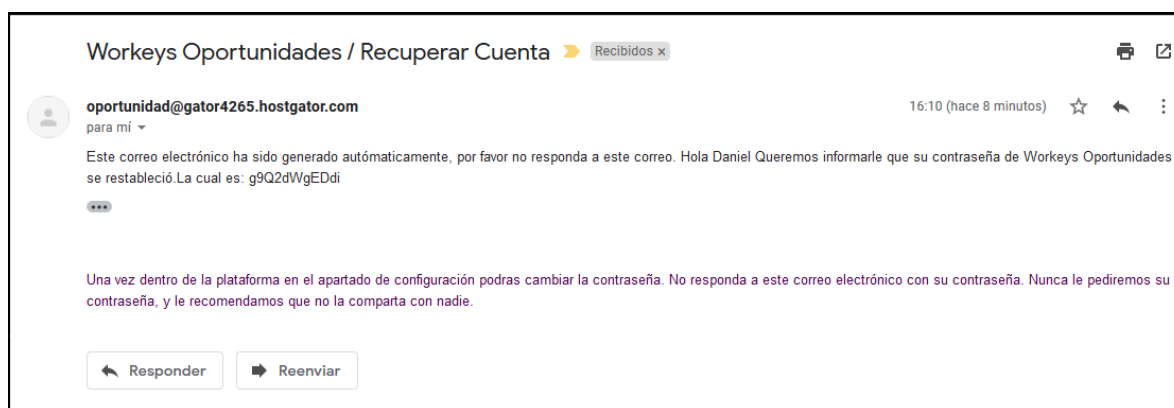 Workeys Oportunidades / Recuperar Cuenta Recibidos x
oportunidad@gator4265.hostgator.com 16:10 (hace 8 minutos)
para mí
Este correo electrónico ha sido generado autómaticamente, por favor no responda a este correo. Hola Daniel Queremos informarle que su contraseña de Workeys Oportunidades
se restableció.La cual es: g9Q2dWgEDdi
Una vez dentro de la plataforma en el apartado de configuración podras cambiar la contraseña. No responda a este correo electrónico con su contraseña. Nunca le pediremos su
contraseña, y le recomendamos que no la comparta con nadie.
Responder Reenviar